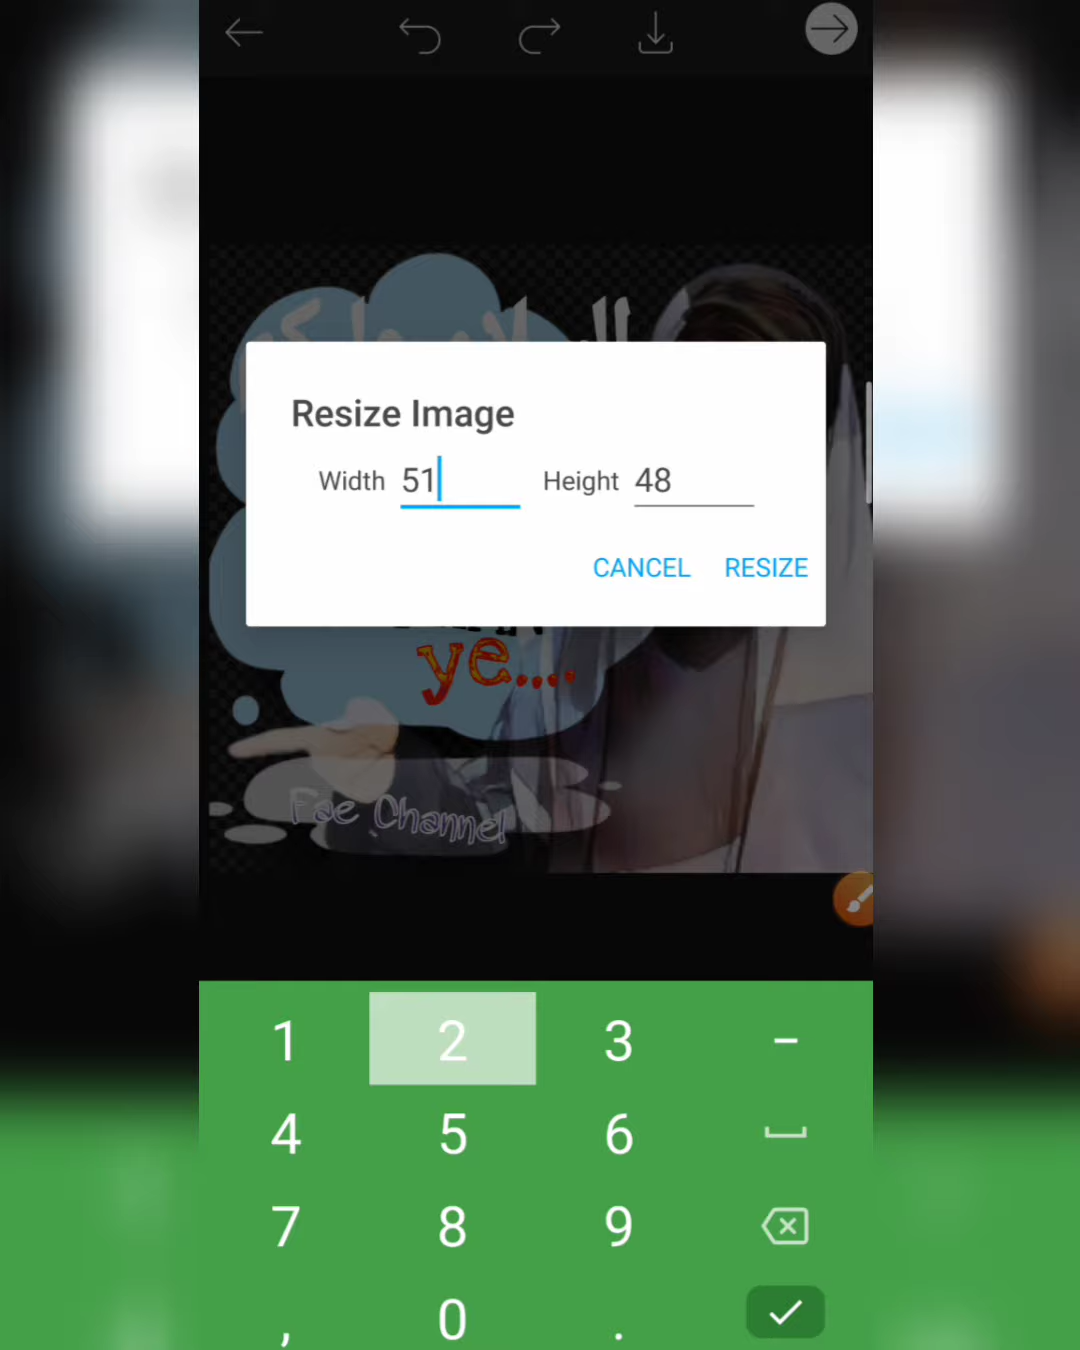 Resize Image
Width 51 Height 48
CANCEL RESIZE
ye....
Fae Channel
1 2 3 -
4 5 6
7 8 9
, 0 .